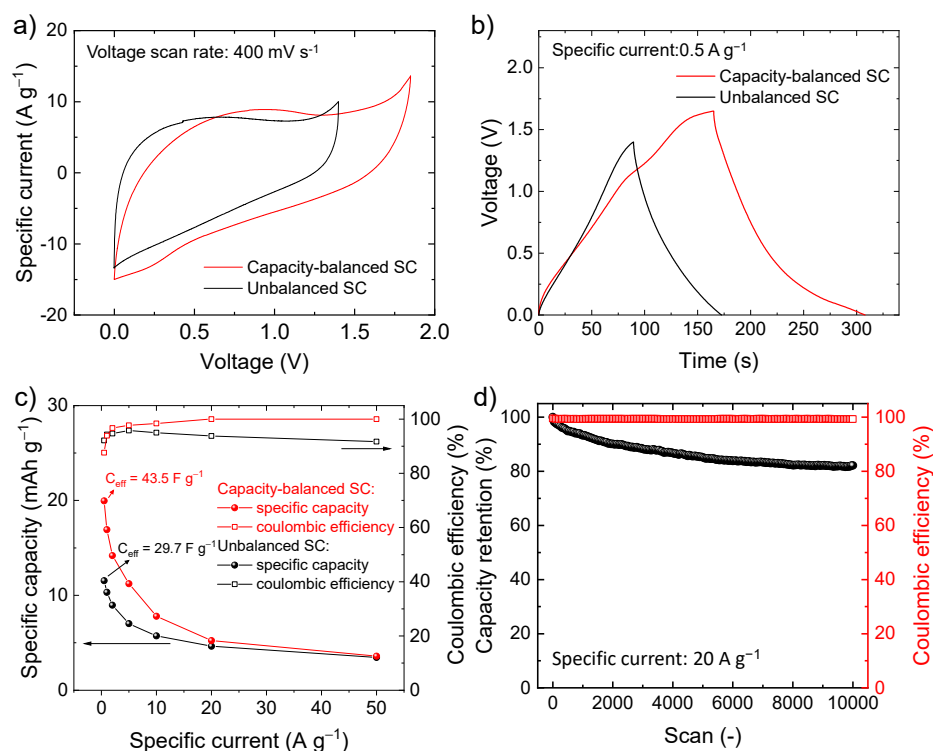 a)
Voltage scan rate: 400 mV s⁻¹
Specific current (A g⁻¹)
20
15
10
5
0
-5
-10
-15
-20
Capacity-balanced SC
Unbalanced SC
0.0 0.5 1.0 1.5 2.0
Voltage (V)
b)
Specific current:0.5 A g⁻¹
Capacity-balanced SC
Unbalanced SC
Voltage (V)
2.0
1.5
1.0
0.5
0.0
0 50 100 150 200 250 300
Time (s)
c)
Specific capacity (mAh g⁻¹)
30
20
10
0
C_eff = 43.5 F g⁻¹
C_eff = 29.7 F g⁻¹
Capacity-balanced SC:
specific capacity
coulombic efficiency
Unbalanced SC:
specific capacity
coulombic efficiency
100
80
60
40
20
0
Coulombic efficiency (%)
0 10 20 30 40 50
Specific current (A g⁻¹)
d)
Capacity retention (%)
100
80
60
40
20
0
Specific current: 20 A g⁻¹
100
80
60
40
20
0
Coulombic efficiency (%)
0 2000 4000 6000 8000 10000
Scan (-)